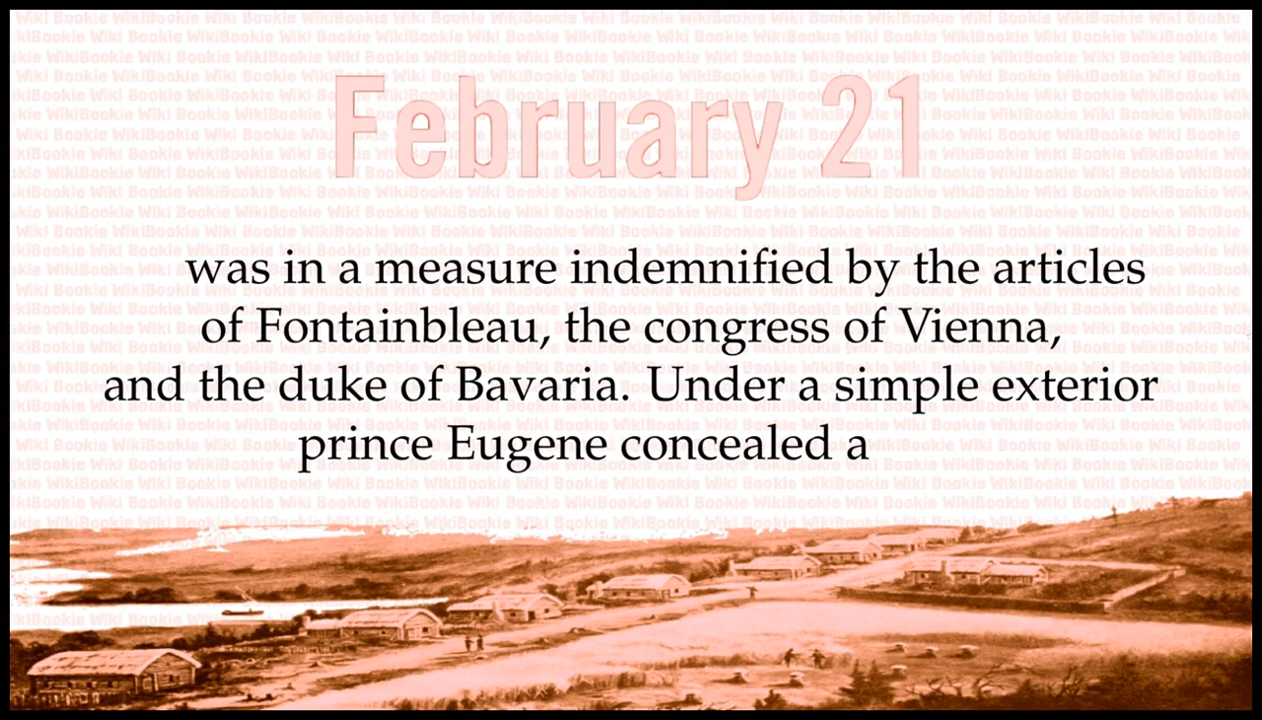 February 21
was in a measure indemnified by the articles
of Fontainbleau, the congress of Vienna,
and the duke of Bavaria. Under a simple exterior
prince Eugene concealed a